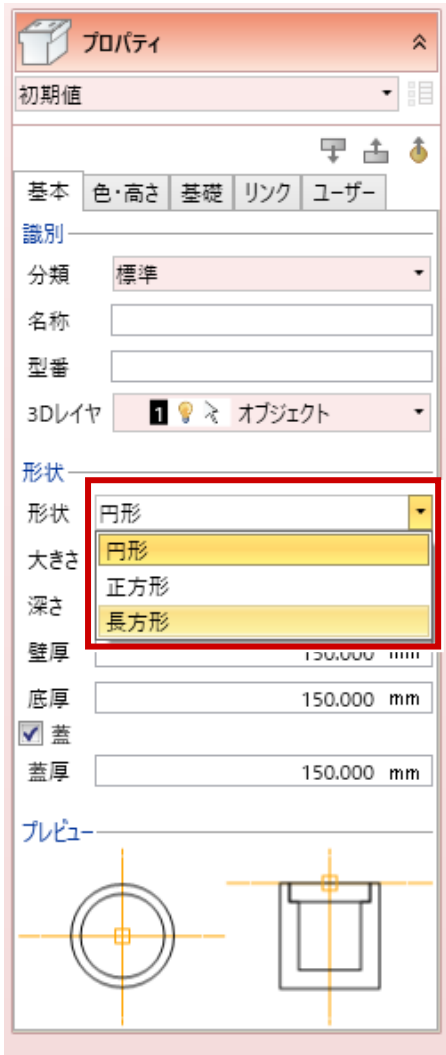 プロパティ
初期値
基本 色・高さ 基礎 リンク ユーザー
識別
分類 標準
名称
型番
3Dレイヤ 1 オブジェクト
形状
形状 円形
大きさ 円形
正方形
深さ
長方形
壁厚 150.000 mm
底厚 150.000 mm
蓋
蓋厚 150.000 mm
プレビュー